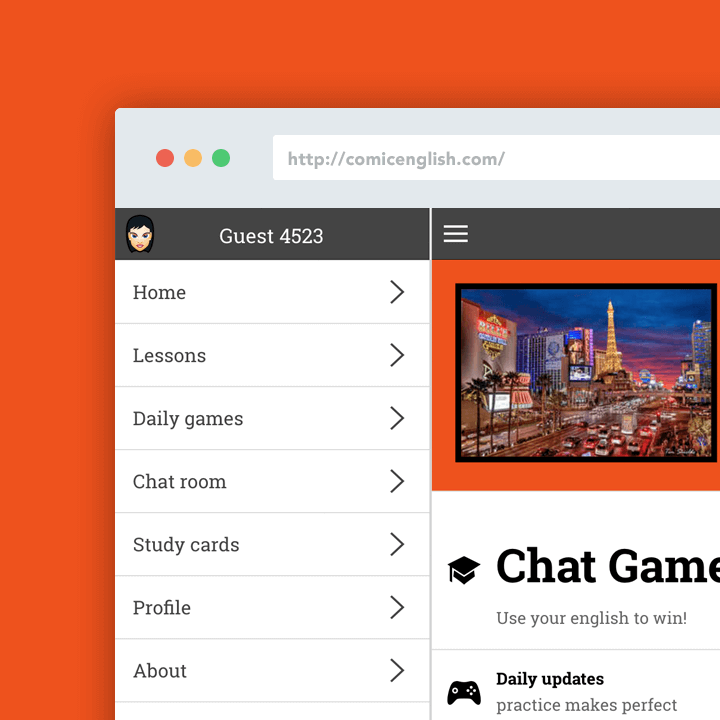 http://comicenglish.com/
Guest 4523
Home
Lessons
Daily games
Chat room
Study cards
Profile
About
Chat Game
Use your english to win!
Daily updates
practice makes perfect